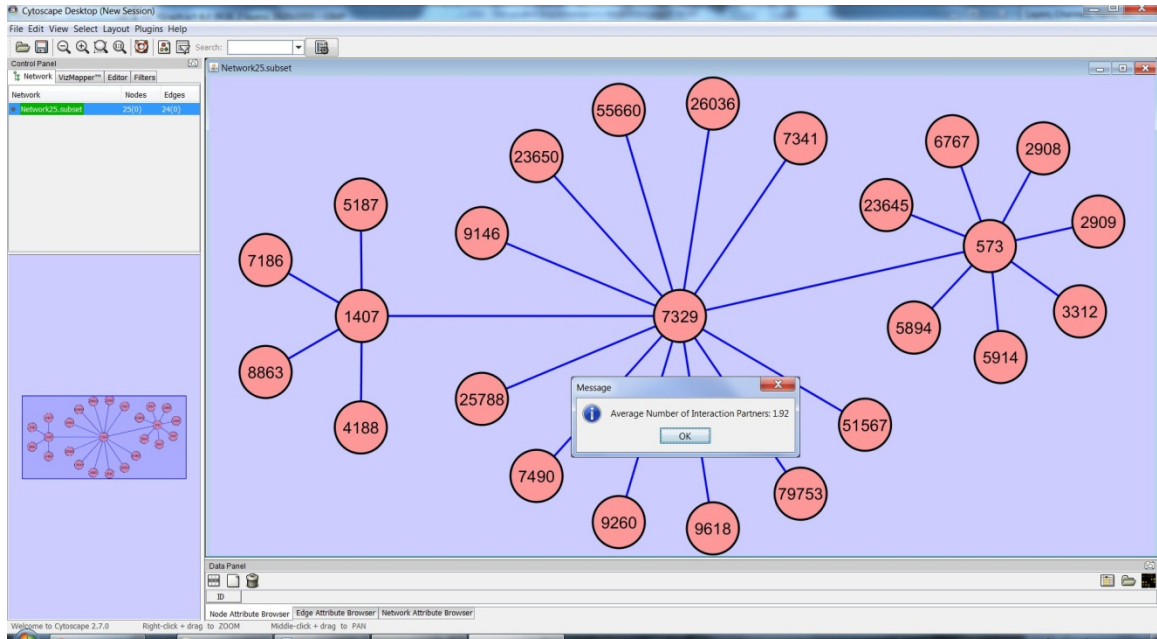 Cytoscape Desktop (New Session)
File Edit View Select Layout Plugins Help
Search:
Control Panel
Network VizMapper™ Editor Filters
Network Nodes Edges
Network25.subset 25(0) 24(0)
Network25.subset
55660
26036
7341
23650
6767
2908
5187
23645
9146
2909
573
7186
1407
7329
3312
5894
5914
8863
25788
4188
51567
Message
Average Number of Interaction Partners: 1.92
OK
7490
79753
9260
9618
Data Panel
ID
Node Attribute Browser Edge Attribute Browser Network Attribute Browser
Welcome to Cytoscape 2.7.0 Right-click + drag to ZOOM Middle-click + drag to PAN